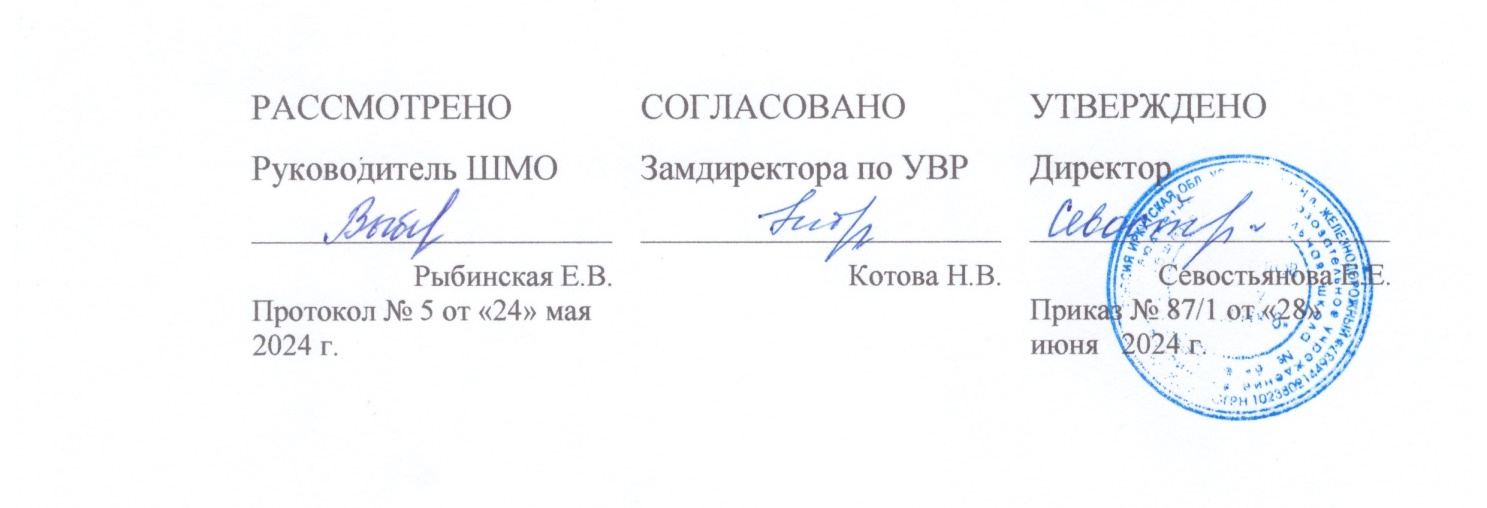 РАССМОТРЕНО
Руководитель ШМО
Рыбинская Е.В.
Протокол № 5 от «24» мая
2024 г.
СОГЛАСОВАНО
Замдиректора по УВР
Котова Н.В.
УТВЕРЖДЕНО
Директор
Севостьянова Е.Е.
Приказ № 87/1 от «28»
июня 2024 г.